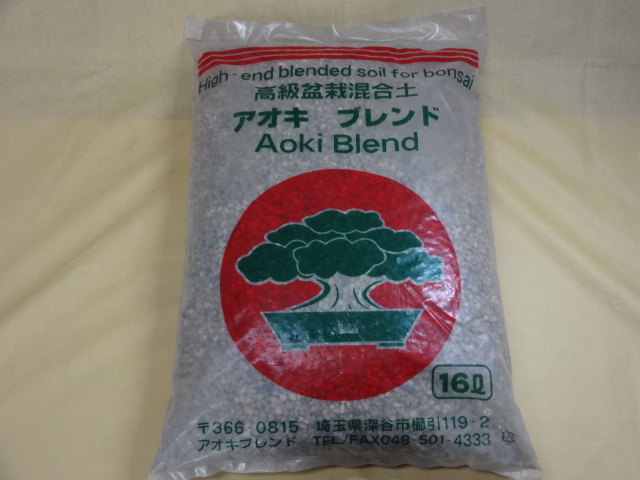 High-end blended soil for bonsai
高級盆栽混合土
アオキ ブレンド
Aoki Blend
16ℓ
〒366-0815 埼玉県深谷市櫛引119-2
アオキブレンド TEL/FAX048-501-4333